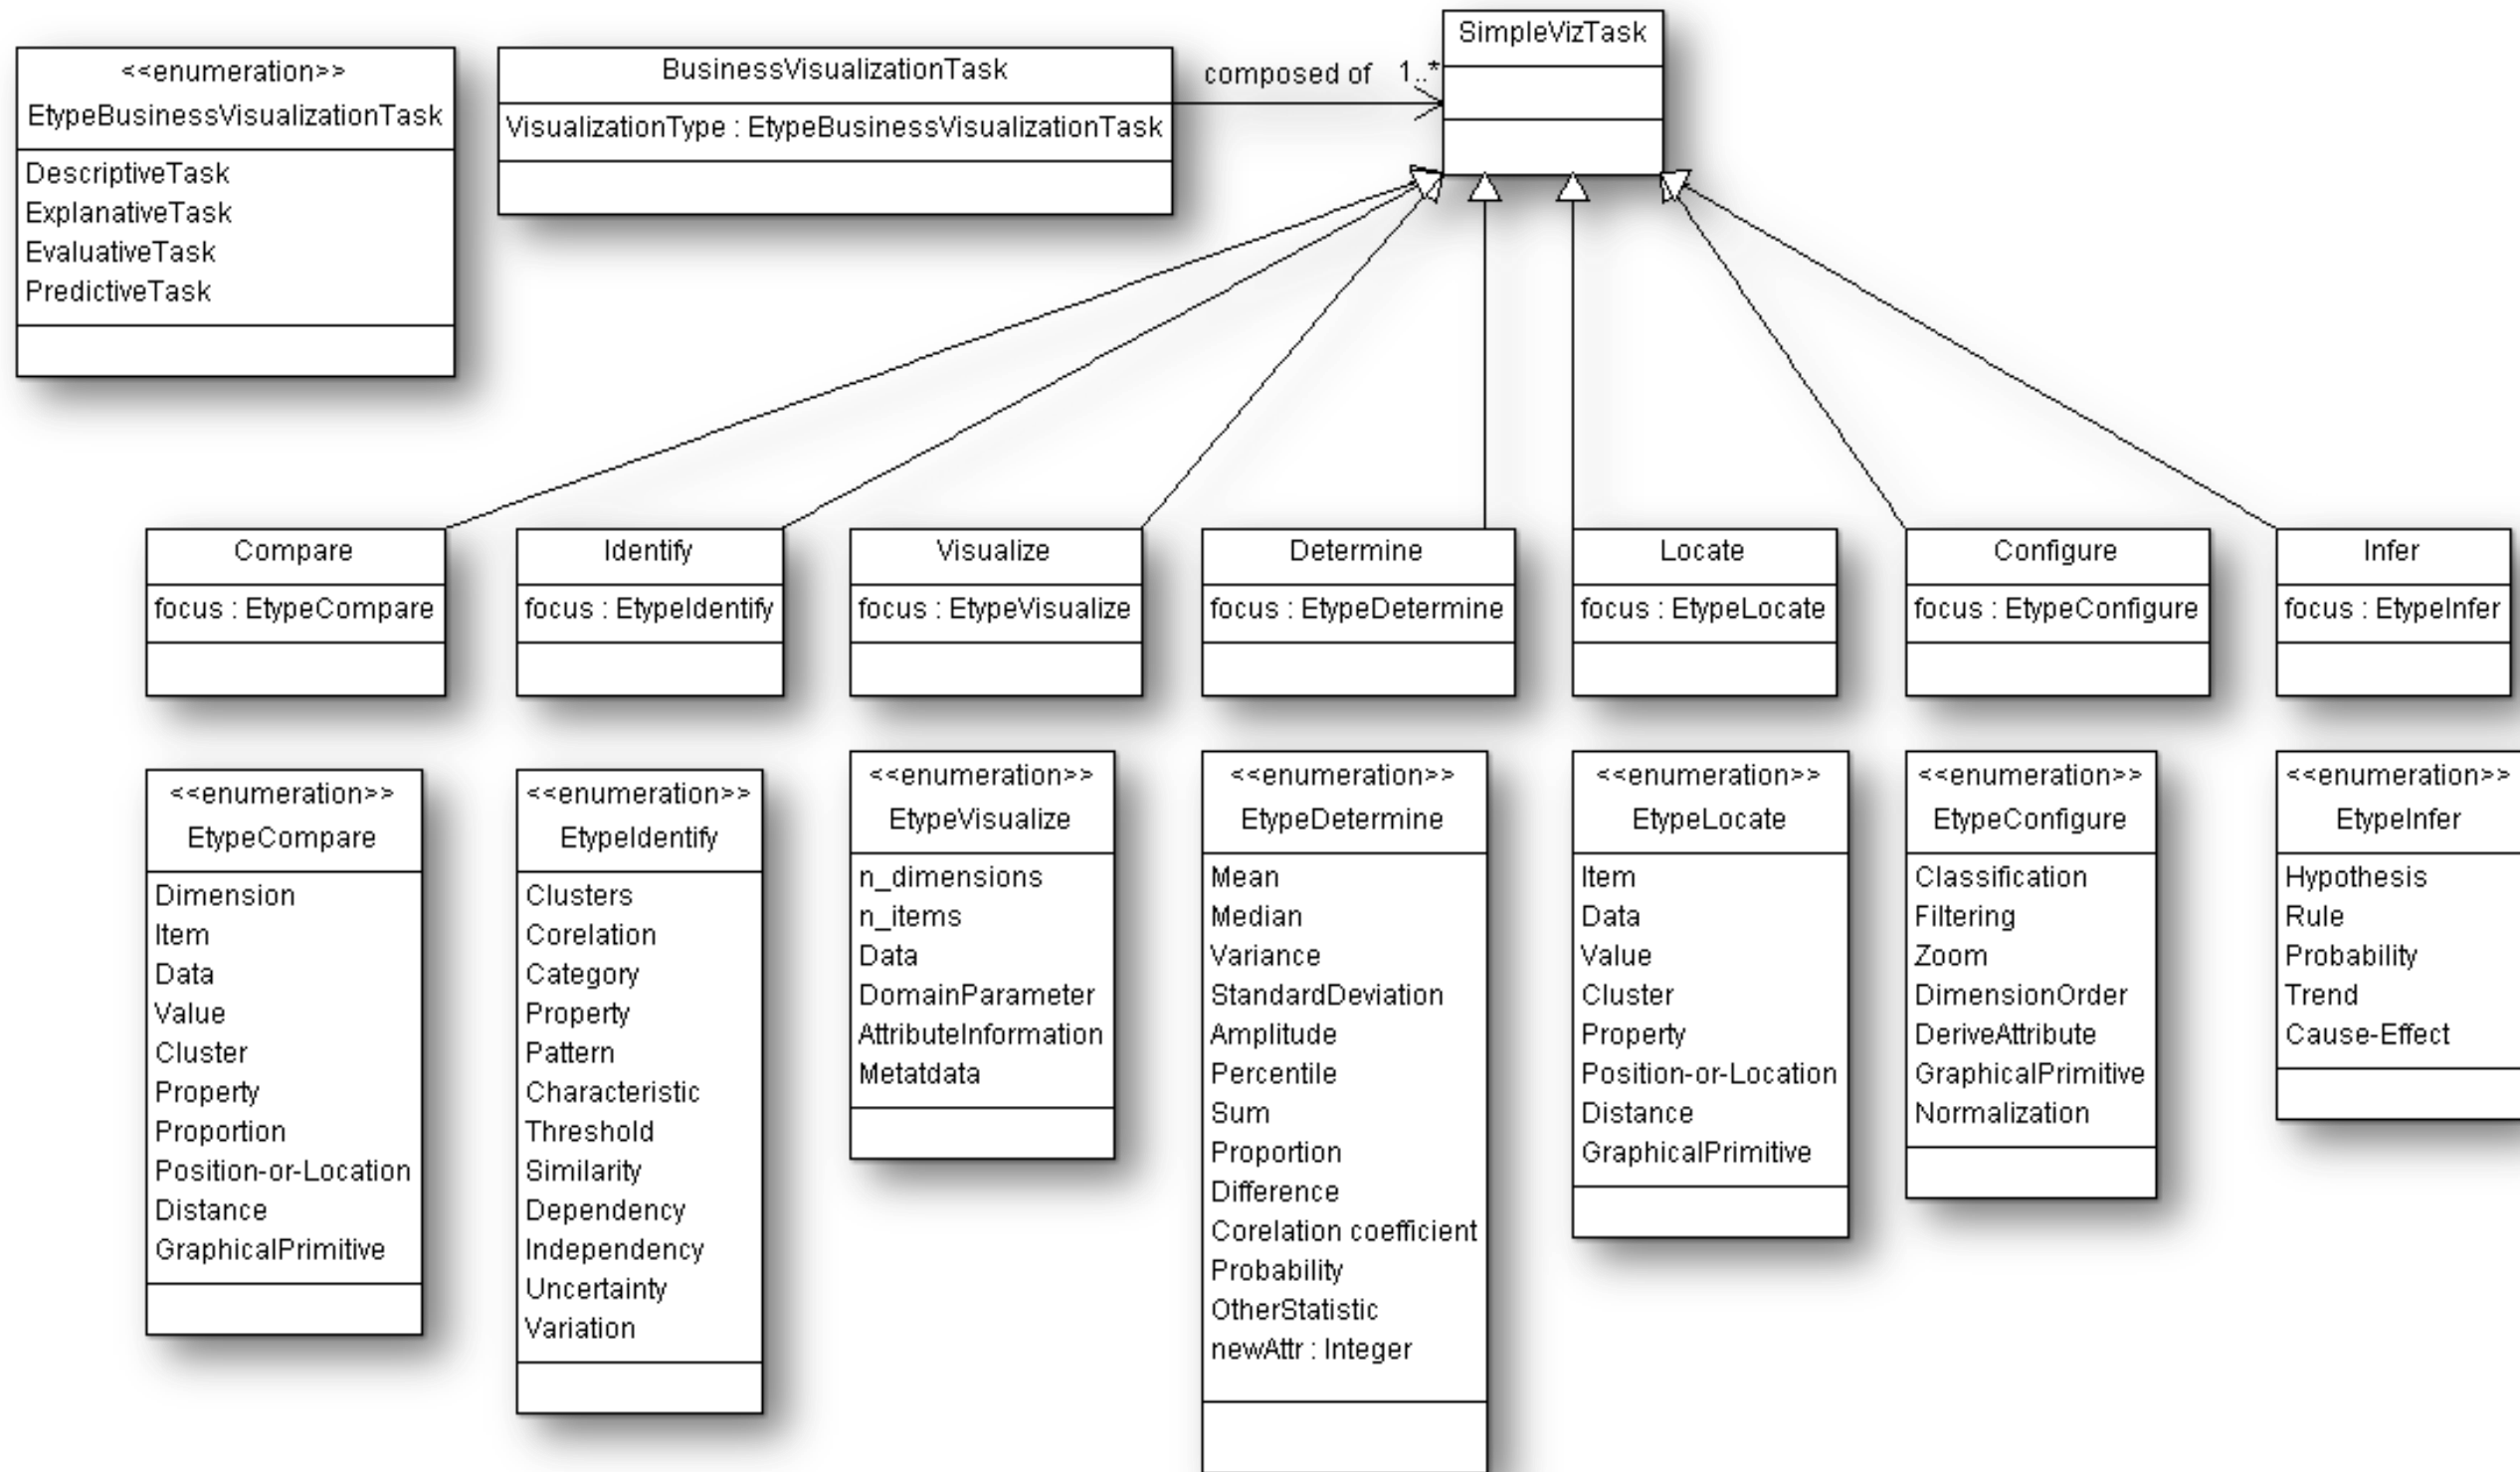 <<enumeration>>
EtypeBusinessVisualizationTask
DescriptiveTask
ExplanativeTask
EvaluativeTask
PredictiveTask
BusinessVisualizationTask
VisualizationType : EtypeBusinessVisualizationTask
composed of 1..*
SimpleVizTask
Compare
focus : EtypeCompare
Identify
focus : EtypeIdentify
Visualize
focus : EtypeVisualize
Determine
focus : EtypeDetermine
Locate
focus : EtypeLocate
Configure
focus : EtypeConfigure
Infer
focus : EtypeInfer
<<enumeration>>
EtypeCompare
Dimension
Item
Data
Value
Cluster
Property
Proportion
Position-or-Location
Distance
GraphicalPrimitive
<<enumeration>>
EtypeIdentify
Clusters
Corelation
Category
Property
Pattern
Characteristic
Threshold
Similarity
Dependency
Independency
Uncertainty
Variation
<<enumeration>>
EtypeVisualize
n_dimensions
n_items
Data
DomainParameter
AttributeInformation
Metatdata
<<enumeration>>
EtypeDetermine
Mean
Median
Variance
StandardDeviation
Amplitude
Percentile
Sum
Proportion
Difference
Corelation coefficient
Probability
OtherStatistic
newAttr : Integer
<<enumeration>>
EtypeLocate
Item
Data
Value
Cluster
Property
Position-or-Location
Distance
GraphicalPrimitive
<<enumeration>>
EtypeConfigure
Classification
Filtering
Zoom
DimensionOrder
DeriveAttribute
GraphicalPrimitive
Normalization
<<enumeration>>
EtypeInfer
Hypothesis
Rule
Probability
Trend
Cause-Effect